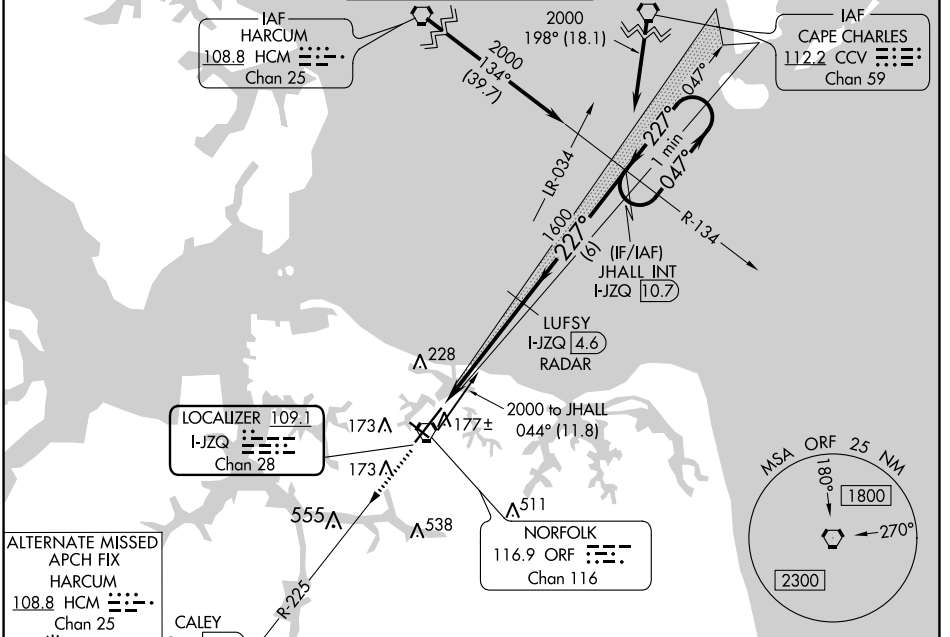 IAF
HARCUM
108.8 HCM
Chan 25
2000
134°
(39.7)
2000
198° (18.1)
IAF
CAPE CHARLES
112.2 CCV
Chan 59
047°
227°
1 min
047°
LR-034
R-134
1600
227°
(6)
(IF/IAF)
JHALL INT
I-JZQ 10.7
LUFSY
I-JZQ 4.6
RADAR
228
2000 to JHALL
044° (11.8)
LOCALIZER 109.1
I-JZQ
Chan 28
173
177±
173
555
538
511
NORFOLK
116.9 ORF
Chan 116
MSA ORF 25 NM
180°
1800
270°
2300
ALTERNATE MISSED
APCH FIX
HARCUM
108.8 HCM
Chan 25
R-225
CALEY